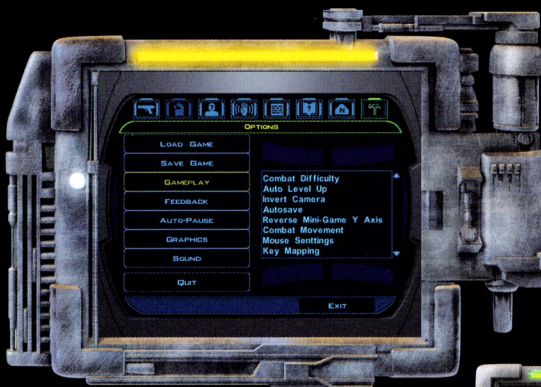 OPTIONS
LOAD GAME
SAVE GAME
GAMEPLAY
FEEDBACK
AUTO-PAUSE
GRAPHICS
SOUND
QUIT
Combat Difficulty
Auto Level Up
Invert Camera
Autosave
Reverse Mini-Game Y Axis
Combat Movement
Mouse Senttings
Key Mapping
EXIT